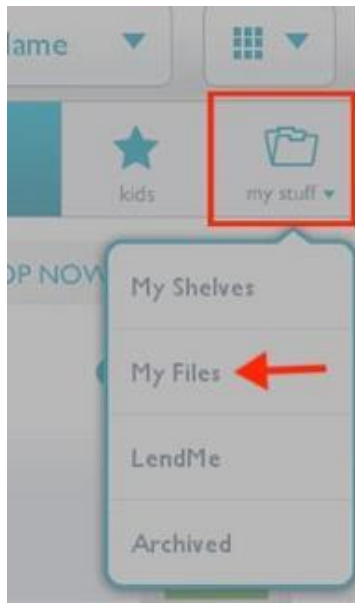 lame
kids
my stuff
OP NOW
My Shelves
My Files
LendMe
Archived